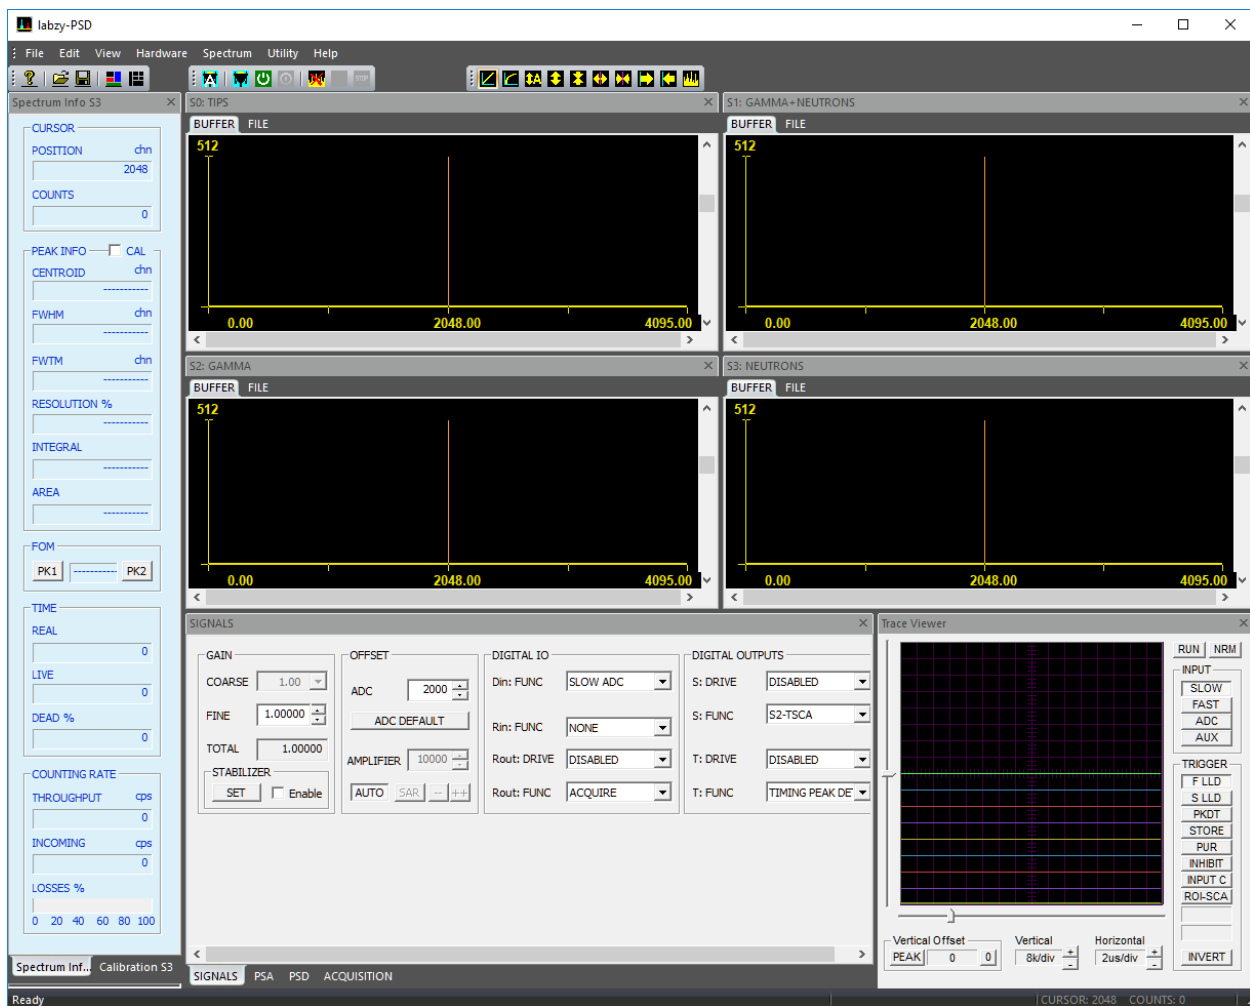 labzy-PSD
File Edit View Hardware Spectrum Utility Help
Spectrum Info S3
CURSOR
POSITION chn
2048
COUNTS
0
PEAK INFO CAL
CENTROID chn
-----------
FWHM chn
-----------
FWTM chn
-----------
RESOLUTION %
-----------
INTEGRAL
-----------
AREA
-----------
FOM
PK1 ----------- PK2
TIME
REAL
0
LIVE
0
DEAD %
0
COUNTING RATE
THROUGHPUT cps
0
INCOMING cps
0
LOSSES %
0 20 40 60 80 100
Spectrum Inf... Calibration S3
S0: TIPS
BUFFER FILE
512
0.00 2048.00 4095.00
S1: GAMMA+NEUTRONS
BUFFER FILE
512
0.00 2048.00 4095.00
S2: GAMMA
BUFFER FILE
512
0.00 2048.00 4095.00
S3: NEUTRONS
BUFFER FILE
512
0.00 2048.00 4095.00
SIGNALS
GAIN
COARSE 1.00
FINE 1.00000
TOTAL 1.00000
STABILIZER
SET Enable
OFFSET
ADC 2000
ADC DEFAULT
AMPLIFIER 10000
AUTO SAR -- ++
DIGITAL IO
Din: FUNC SLOW ADC
Rin: FUNC NONE
Rout: DRIVE DISABLED
Rout: FUNC ACQUIRE
DIGITAL OUTPUTS
S: DRIVE DISABLED
S: FUNC S2-TSCA
T: DRIVE DISABLED
T: FUNC TIMING PEAK DE
SIGNALS PSA PSD ACQUISITION
Trace Viewer
RUN NRM
INPUT
SLOW
FAST
ADC
AUX
TRIGGER
F LLD
S LLD
PKDT
STORE
PUR
INHIBIT
INPUT C
ROI-SCA
INVERT
Vertical Offset
PEAK 0 0
Vertical
8k/div + -
Horizontal
2us/div + -
Ready
CURSOR: 2048 COUNTS: 0